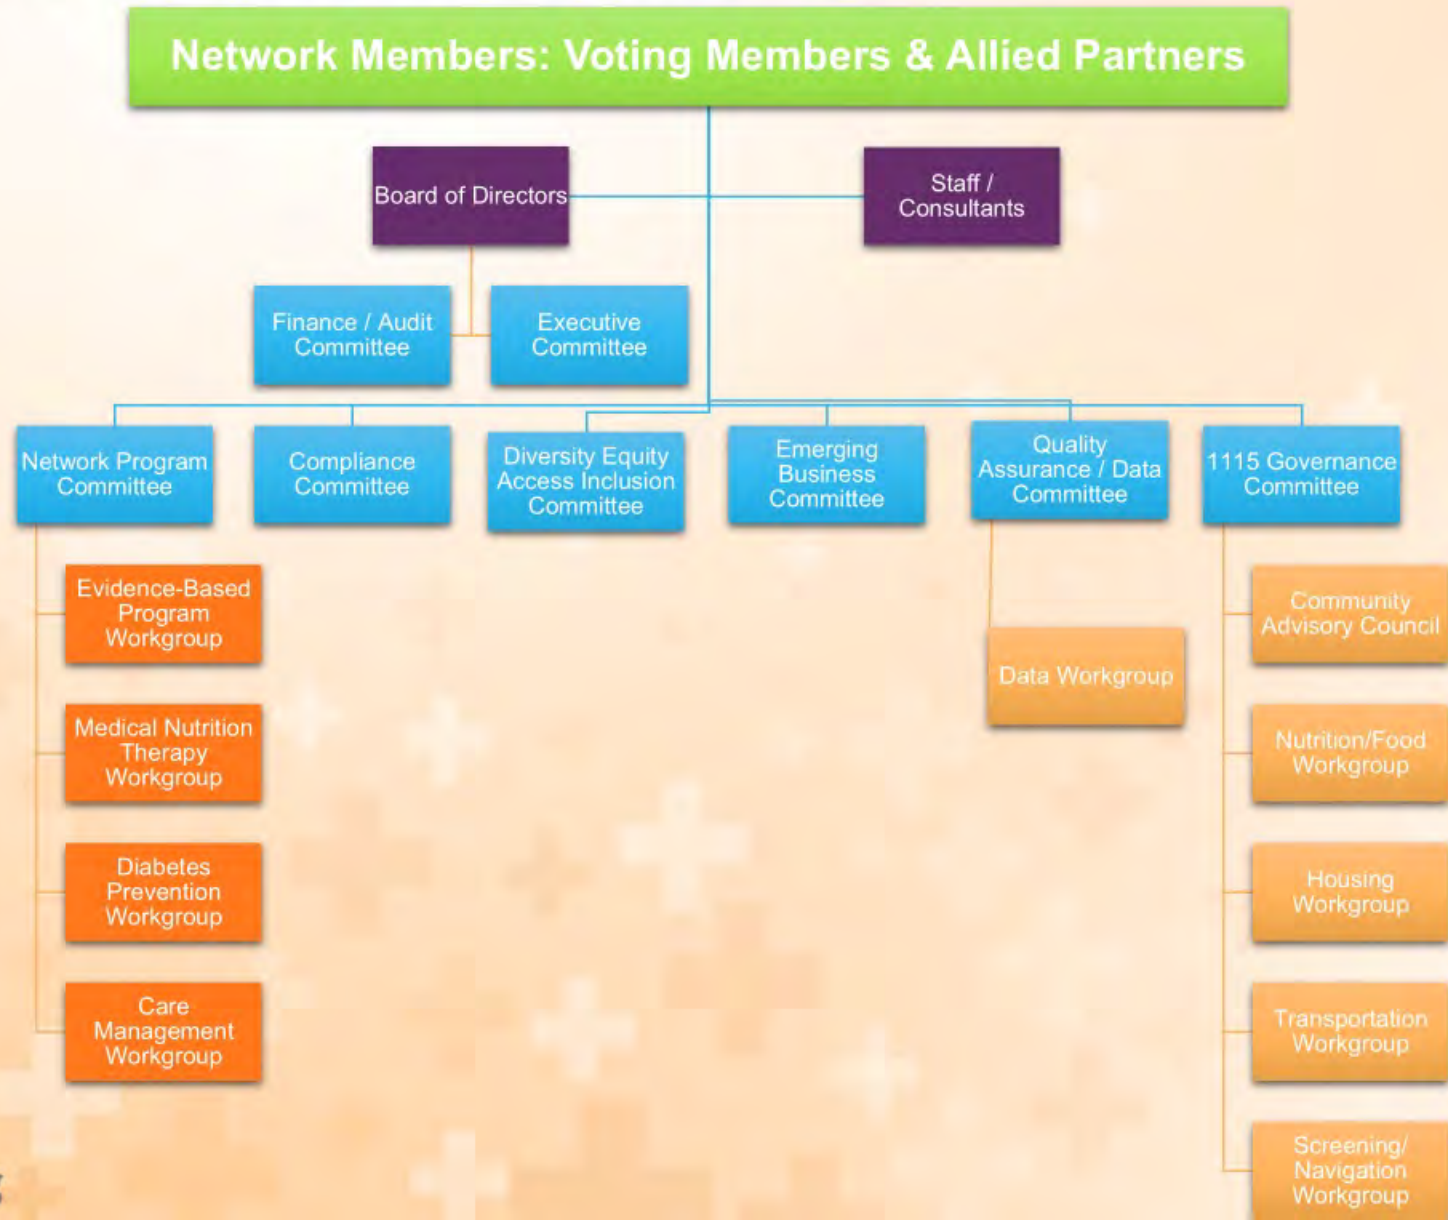 Network Members: Voting Members & Allied Partners
Board of Directors
Staff /
Consultants
Finance / Audit
Committee
Executive
Committee
Network Program
Committee
Compliance
Committee
Diversity Equity
Access Inclusion
Committee
Emerging
Business
Committee
Quality
Assurance / Data
Committee
1115 Governance
Committee
Evidence-Based
Program
Workgroup
Medical Nutrition
Therapy
Workgroup
Diabetes
Prevention
Workgroup
Care
Management
Workgroup
Data Workgroup
Community
Advisory Council
Nutrition/Food
Workgroup
Housing
Workgroup
Transportation
Workgroup
Screening/
Navigation
Workgroup